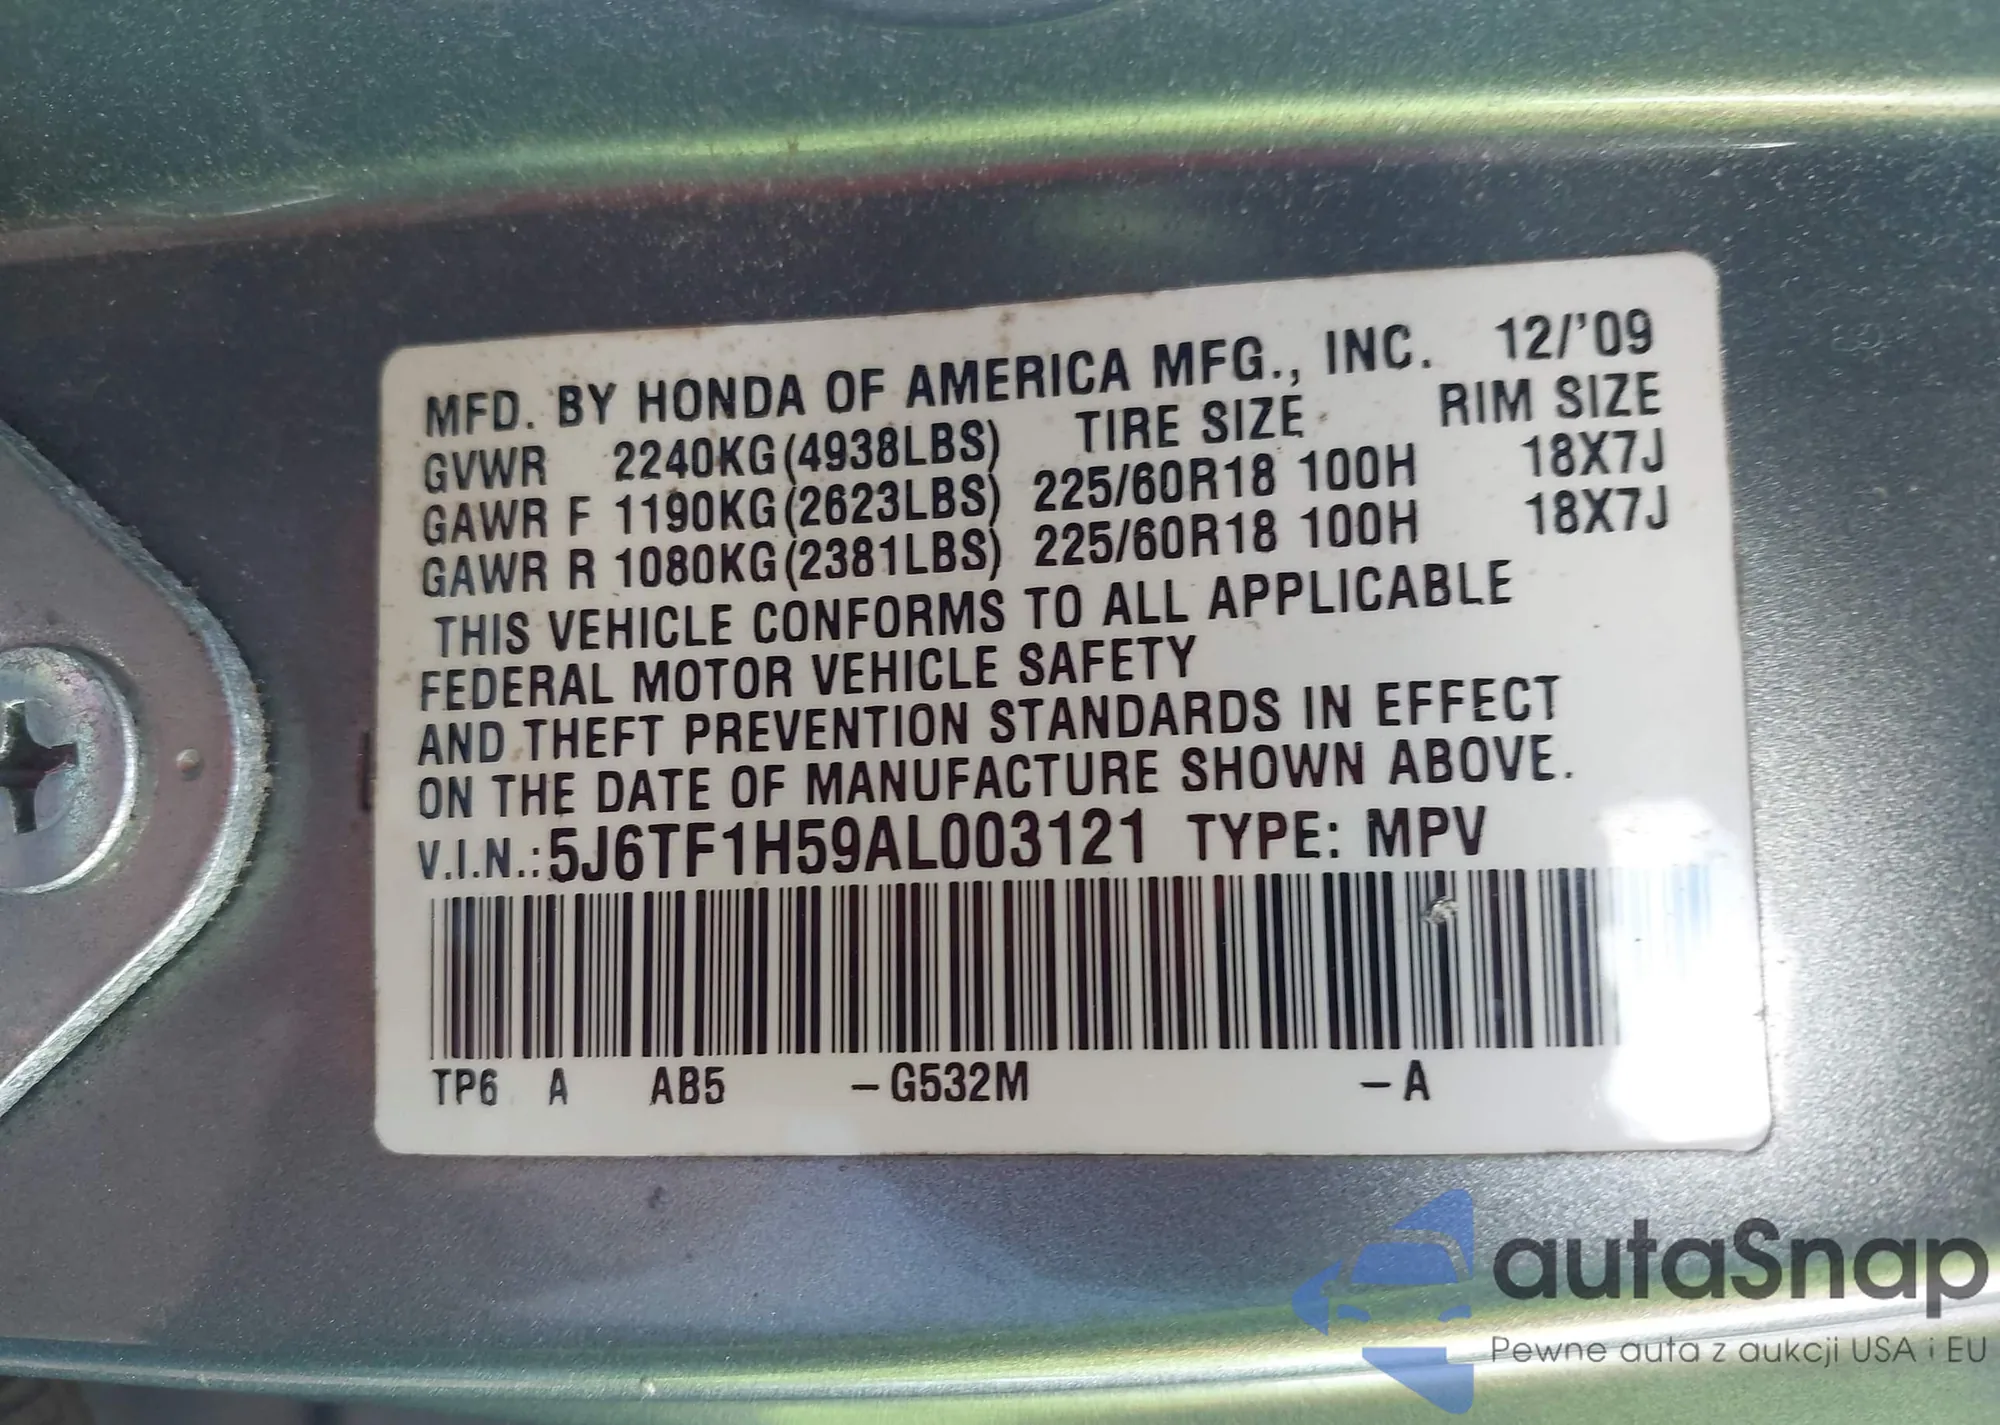 MFD. BY HONDA OF AMERICA MFG., INC. 12/'09
GVWR 2240KG(4938LBS) TIRE SIZE RIM SIZE
GAWR F 1190KG(2623LBS) 225/60R18 100H 18X7J
GAWR R 1080KG(2381LBS) 225/60R18 100H 18X7J
THIS VEHICLE CONFORMS TO ALL APPLICABLE
FEDERAL MOTOR VEHICLE SAFETY
AND THEFT PREVENTION STANDARDS IN EFFECT
ON THE DATE OF MANUFACTURE SHOWN ABOVE.
V.I.N.: 5J6TF1H59AL003121 TYPE: MPV
TP6 A AB5 –G532M –A
autaSnap
Pewne auta z aukcji USA i EU